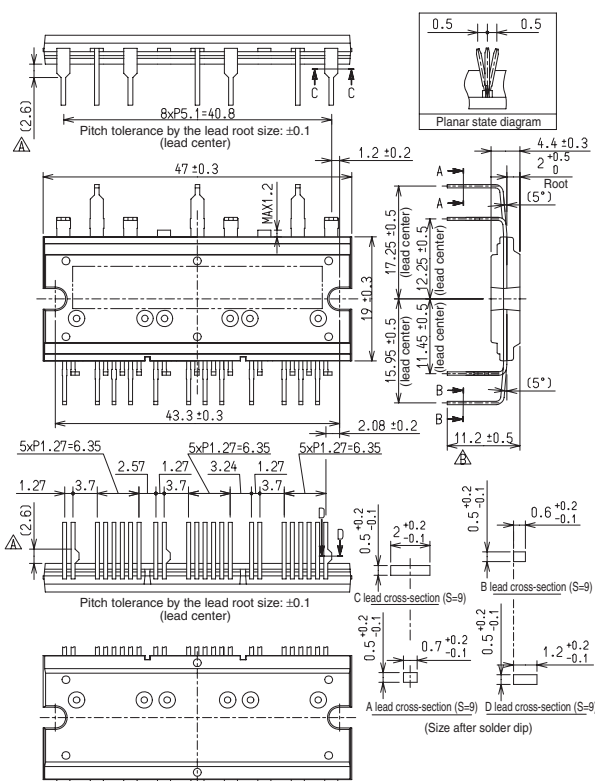 0.5 0.5
Planar state diagram
C C
(2.6)
A
8xP5.1=40.8
Pitch tolerance by the lead root size: ±0.1
(lead center)
1.2 ±0.2
47 ±0.3
MAX1.2
19 ±0.3
43.3 ±0.3
2.08 ±0.2
4.4 ±0.3
2 +0.5 0
Root
A
A
(5°)
17.25 ±0.5
(lead center)
12.25 ±0.5
(lead center)
15.95 ±0.5
(lead center)
11.45 ±0.5
(lead center)
B
B
(5°)
11.2 ±0.5
B
5xP1.27=6.35 5xP1.27=6.35 5xP1.27=6.35
2.57 1.27 3.24 1.27
1.27 3.7 3.7 3.7
(2.6)
A
D
D
Pitch tolerance by the lead root size: ±0.1
(lead center)
0.5 +0.2 -0.1
2 +0.2 -0.1
C lead cross-section (S=9)
0.5 +0.2 -0.1
0.6 +0.2 -0.1
B lead cross-section (S=9)
0.5 +0.2 -0.1
0.7 +0.2 -0.1
A lead cross-section (S=9)
0.5 +0.2 -0.1
1.2 +0.2 -0.1
D lead cross-section (S=9)
(Size after solder dip)